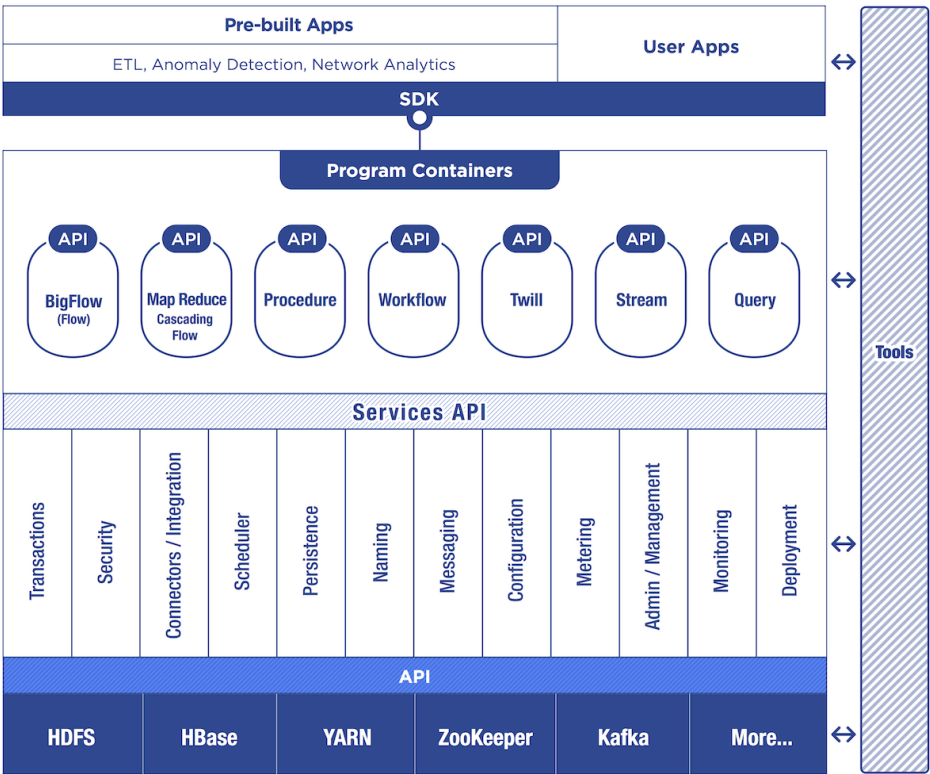 Pre-built Apps
User Apps
ETL, Anomaly Detection, Network Analytics
SDK
Program Containers
API
API
API
API
API
API
API
BigFlow
(Flow)
Map Reduce
Cascading
Flow
Procedure
Workflow
Twill
Stream
Query
Tools
Services API
Transactions
Security
Connectors / Integration
Scheduler
Persistence
Naming
Messaging
Configuration
Metering
Admin / Management
Monitoring
Deployment
API
HDFS
HBase
YARN
ZooKeeper
Kafka
More...